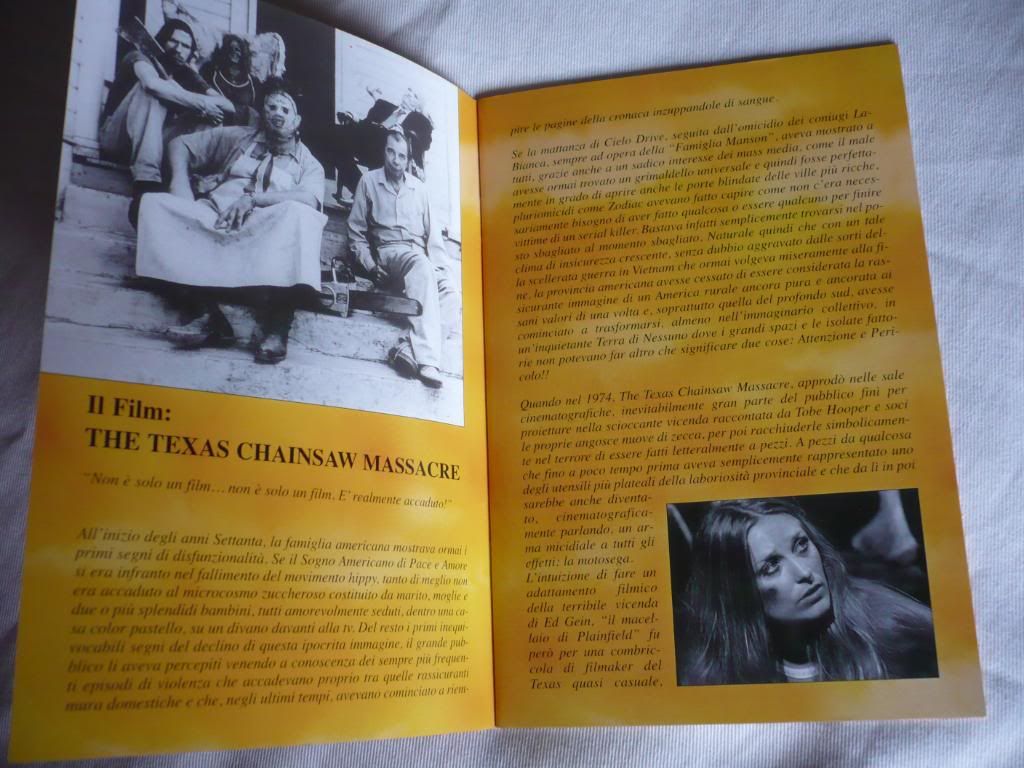 Il Film:
THE TEXAS CHAINSAW MASSACRE
"Non è solo un film... non è solo un film. E' realmente accaduto!"
All'inizio degli anni Settanta, la famiglia americana mostrava ormai i
primi segni di disfunzionalità. Se il Sogno Americano di Pace e Amore
si era infranto nel fallimento del movimento hippy, tanto di meglio non
era accaduto al microcosmo zuccheroso costituito da marito, moglie e
due o più splendidi bambini, tutti amorevolmente seduti, dentro una ca-
sa color pastello, su un divano davanti alla tv. Del resto i primi inequi-
vocabili segni del declino di questa ipocrita immagine, il grande pub-
blico li aveva percepiti venendo a conoscenza dei sempre più frequen-
ti episodi di violenza che accadevano proprio tra quelle rassicuranti
mura domestiche e che, negli ultimi tempi, avevano cominciato a riem-
pire le pagine della cronaca inzuppandole di sangue.
Se la mattanza di Cielo Drive, seguita dall'omicidio dei coniugi La-
Bianca, sempre ad opera della "Famiglia Manson", aveva mostrato a
tutti, grazie anche a un sadico interesse dei mass media, come il male
avesse ormai trovato un grimaldello universale e quindi fosse perfetta-
mente in grado di aprire anche le porte blindate delle ville più ricche,
pluriomicidi come Zodiac avevano fatto capire come non c'era neces-
sariamente bisogno di aver fatto qualcosa o essere qualcuno per finire
vittime di un serial killer. Bastava infatti semplicemente trovarsi nel po-
sto sbagliato al momento sbagliato. Naturale quindi che con un tale
clima di insicurezza crescente, senza dubbio aggravato dalle sorti del-
la scellerata guerra in Vietnam che ormai volgeva miseramente alla fi-
ne, la provincia americana avesse cessato di essere considerata la ras-
sicurante immagine di un America rurale ancora pura e ancorata ai
sani valori di una volta e, sopratutto quella del profondo sud, avesse
cominciato a trasformarsi, almeno nell'immaginario collettivo, in
un'inquietante Terra di Nessuno dove i grandi spazi e le isolate fatto-
rie non potevano far altro che significare due cose: Attenzione e Peri-
colo!!
Quando nel 1974, The Texas Chainsaw Massacre, approdò nelle sale
cinematografiche, inevitabilmente gran parte del pubblico finì per
proiettare nella scioccante vicenda raccontata da Tobe Hooper e soci
le proprie angosce nuove di zecca, per poi racchiuderle simbolicamen-
te nel terrore di essere fatti letteralmente a pezzi. A pezzi da qualcosa
che fino a poco tempo prima aveva semplicemente rappresentato uno
degli utensili più plateali della laboriosità provinciale e che da lì in poi
sarebbe anche diventa-
to, cinematografica-
mente parlando, un ar-
ma micidiale a tutti gli
effetti: la motosega.
L'intuizione di fare un
adattamento filmico
della terribile vicenda
di Ed Gein, "il macel-
laio di Plainfield" fu
però per una combric-
cola di filmaker del
Texas quasi casuale,